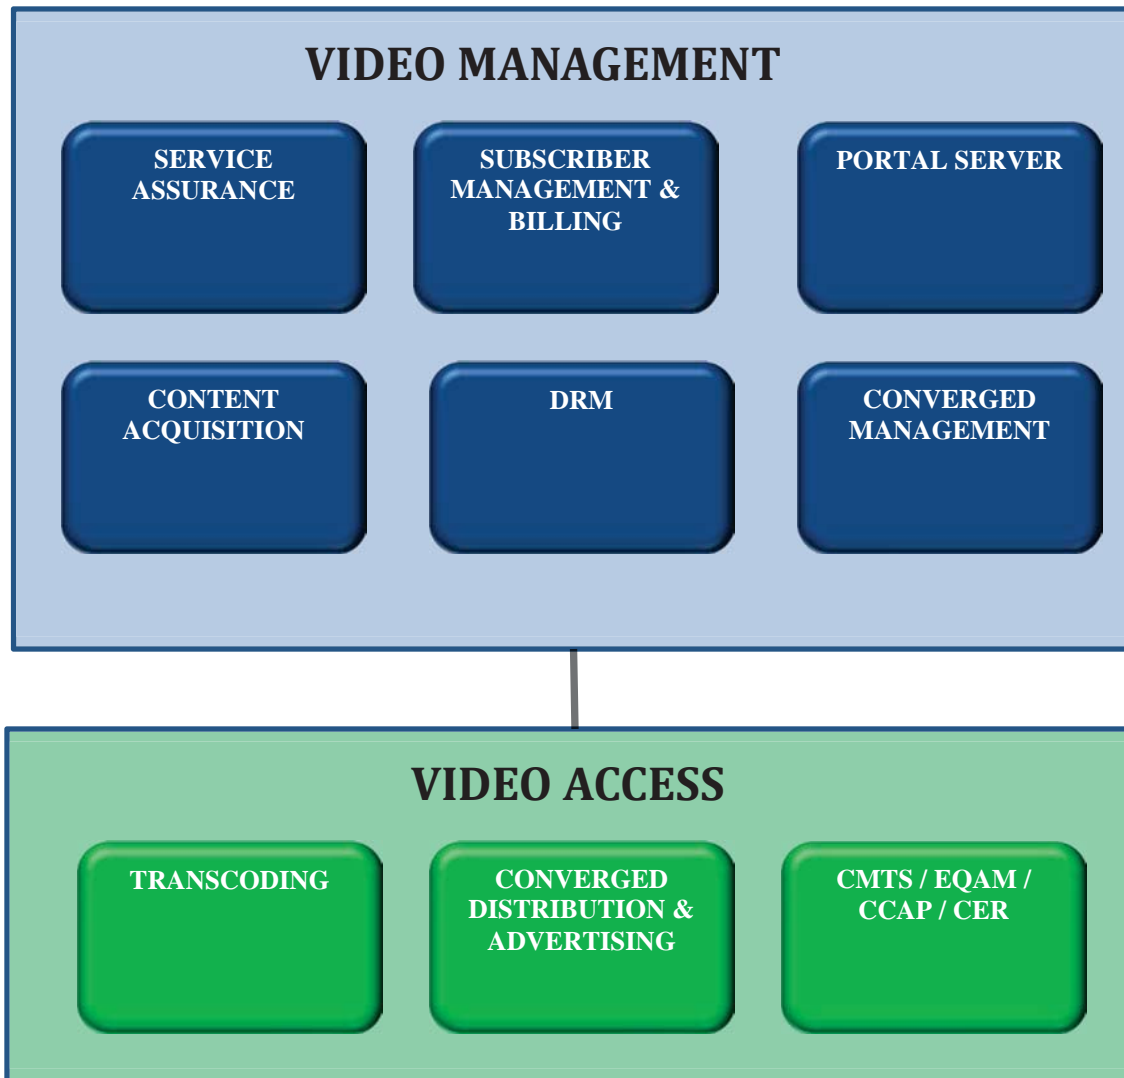 VIDEO MANAGEMENT
SERVICE
ASSURANCE
SUBSCRIBER
MANAGEMENT &
BILLING
PORTAL SERVER
CONTENT
ACQUISITION
DRM
CONVERGED
MANAGEMENT
VIDEO ACCESS
TRANSCODING
CONVERGED
DISTRIBUTION &
ADVERTISING
CMTS / EQAM /
CCAP / CER